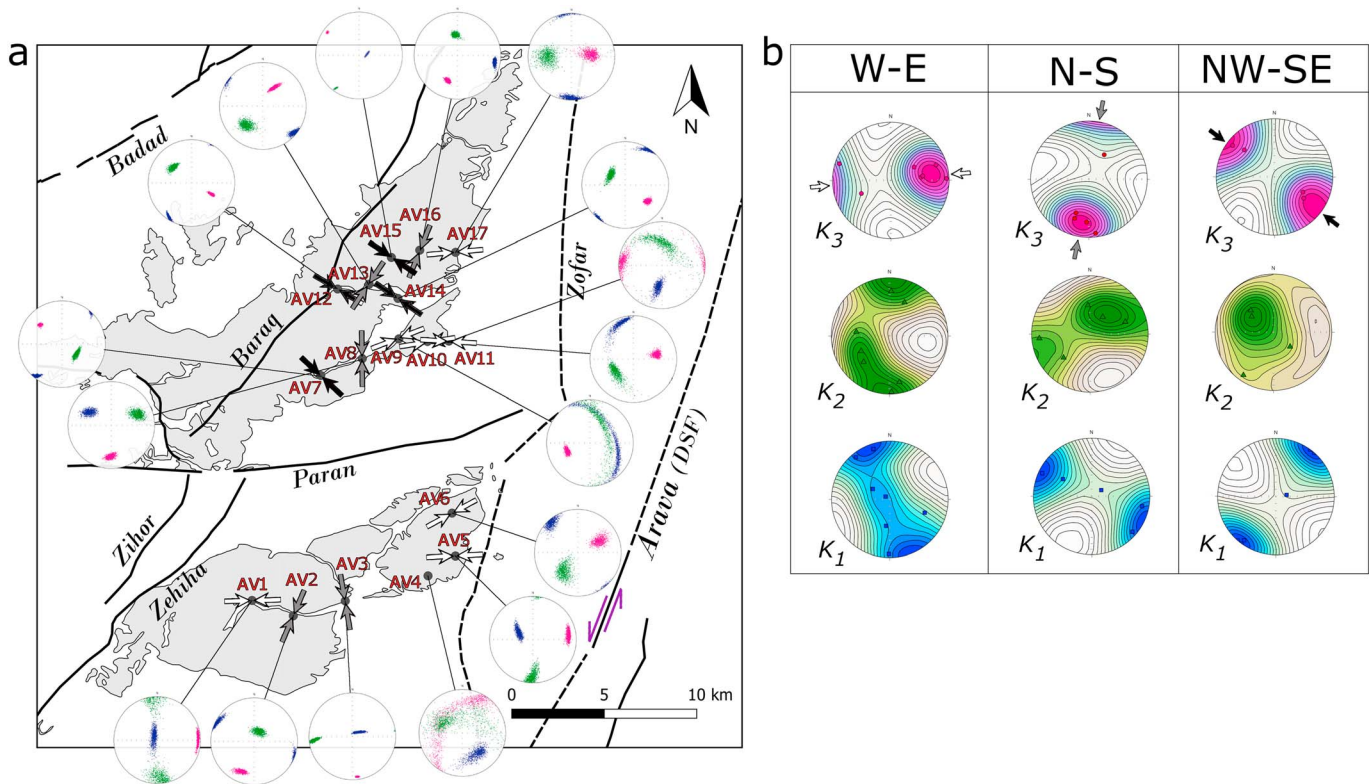 a
b
W-E
N-S
NW-SE
N
Badad
AV16
AV15
AV17
AV13
AV12
AV14
Zofar
Baraq
AV8
AV9
AV10
AV11
AV7
Paran
Arava (DSF)
Zihor
Zehiha
AV6
AV5
AV4
AV3
AV2
AV1
0 5 10 km
N
N
N
K3
K3
K3
N
N
N
K2
K2
K2
N
N
N
K1
K1
K1